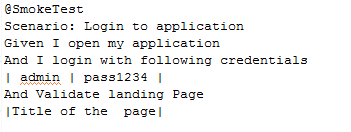 @SmokeTest
Scenario: Login to application
Given I open my application
And I login with following credentials
| admin | pass1234 |
And Validate landing Page
|Title of the  page|